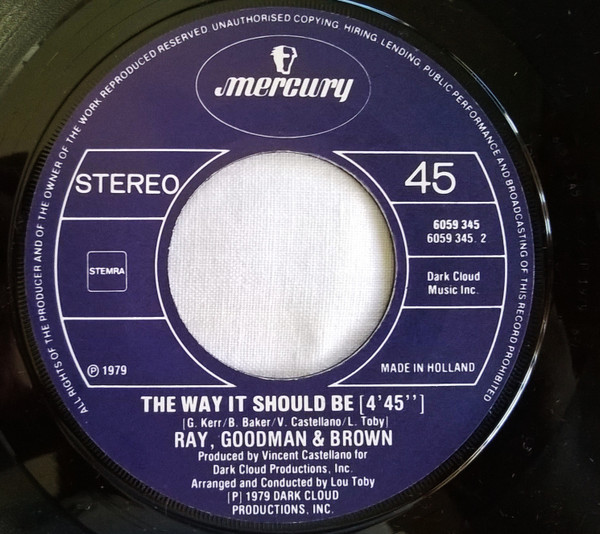 ALL RIGHTS OF THE PRODUCER AND OF THE OWNER OF THE WORK REPRODUCED RESERVED. UNAUTHORISED COPYING, HIRING, LENDING, PUBLIC PERFORMANCE AND BROADCASTING OF THIS RECORD PROHIBITED
mercury
STEREO
45
6059 345
6059 345. 2
STEMRA
Dark Cloud
Music Inc.
Ⓟ 1979
MADE IN HOLLAND
THE WAY IT SHOULD BE [4'45'']
[G. Kerr/B. Baker/V. Castellano/L. Toby]
RAY, GOODMAN & BROWN
Produced by Vincent Castellano for
Dark Cloud Productions, Inc.
Arranged and Conducted by Lou Toby
[P] 1979 DARK CLOUD
PRODUCTIONS, INC.